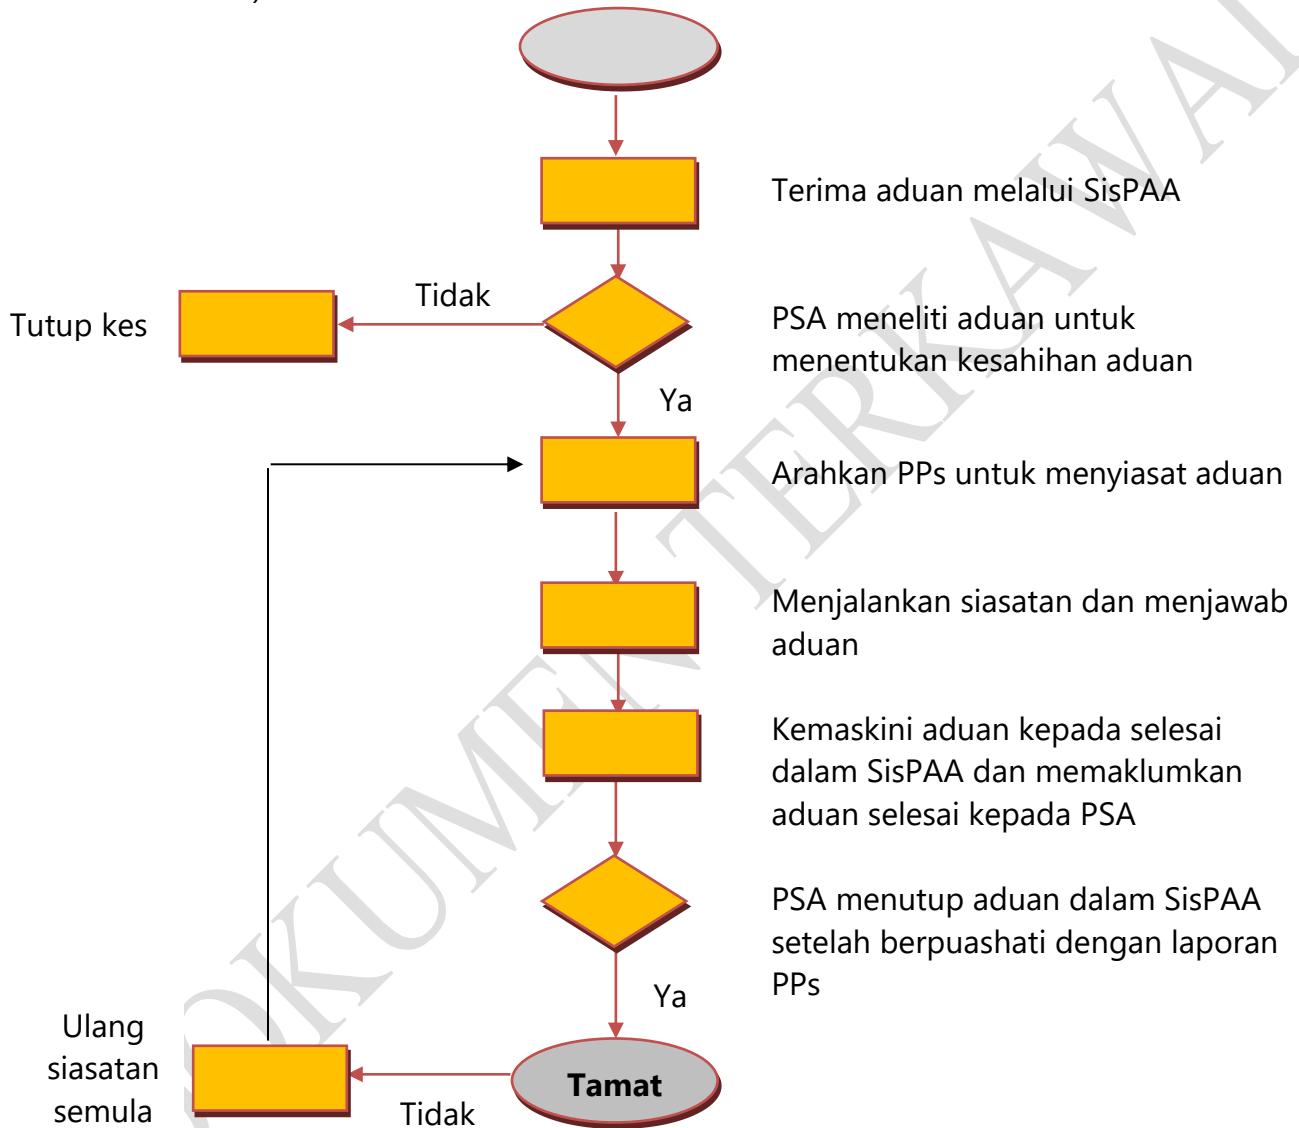 Terima aduan melalui SisPAA
Tidak
Tutup kes
PSA meneliti aduan untuk
menentukan kesahihan aduan
Ya
Arahkan PPs untuk menyiasat aduan
Menjalankan siasatan dan menjawab
aduan
Kemaskini aduan kepada selesai
dalam SisPAA dan memaklumkan
aduan selesai kepada PSA
PSA menutup aduan dalam SisPAA
setelah berpuashati dengan laporan
PPs
Ya
Ulang
siasatan
semula
Tamat
Tidak
OKUMEN TERKAWAL